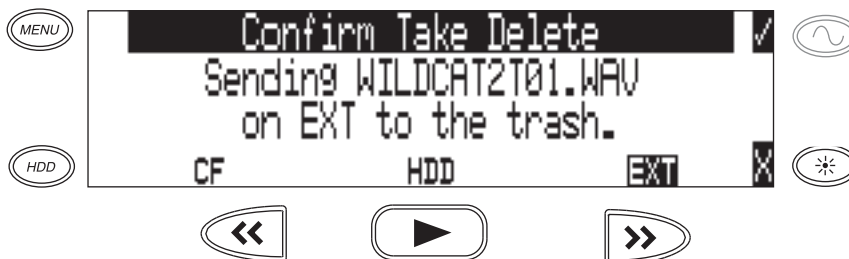 MENU
Confirm Take Delete
Sending WILDCAT2T01.WAV
on EXT to the trash.
HDD
CF HDD EXT